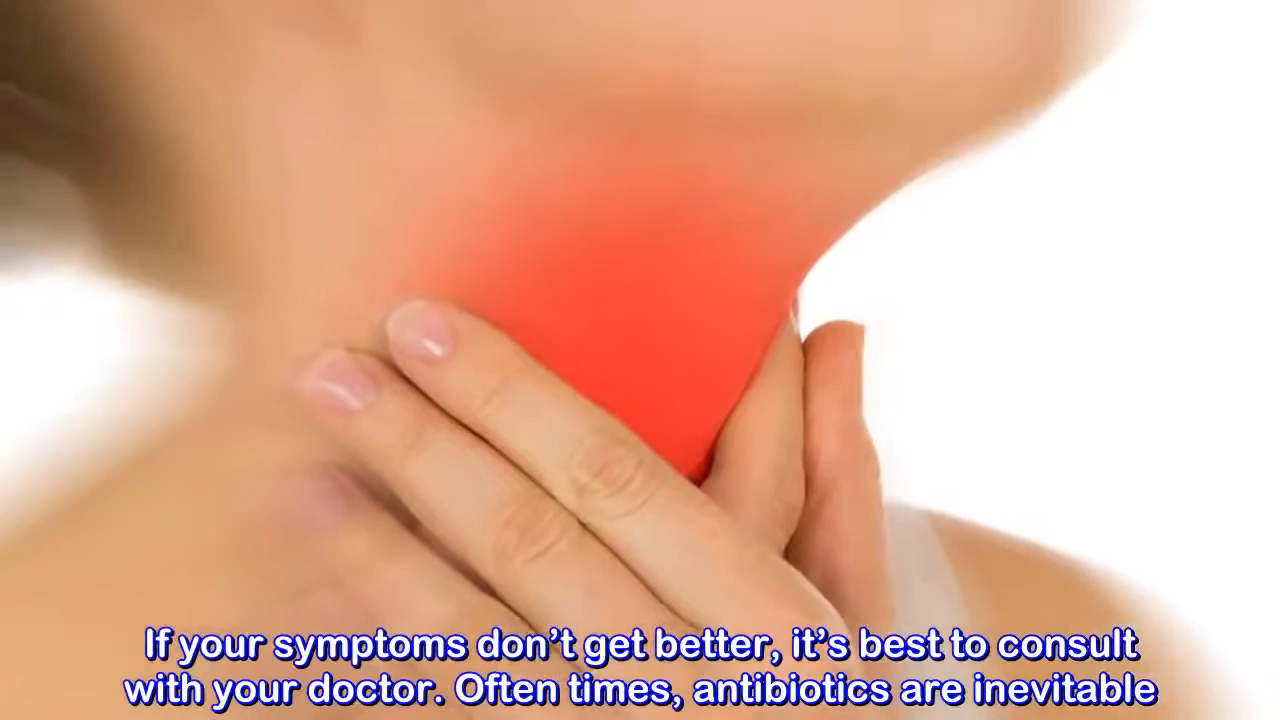 If your symptoms don’t get better, it’s best to consult
with your doctor. Often times, antibiotics are inevitable